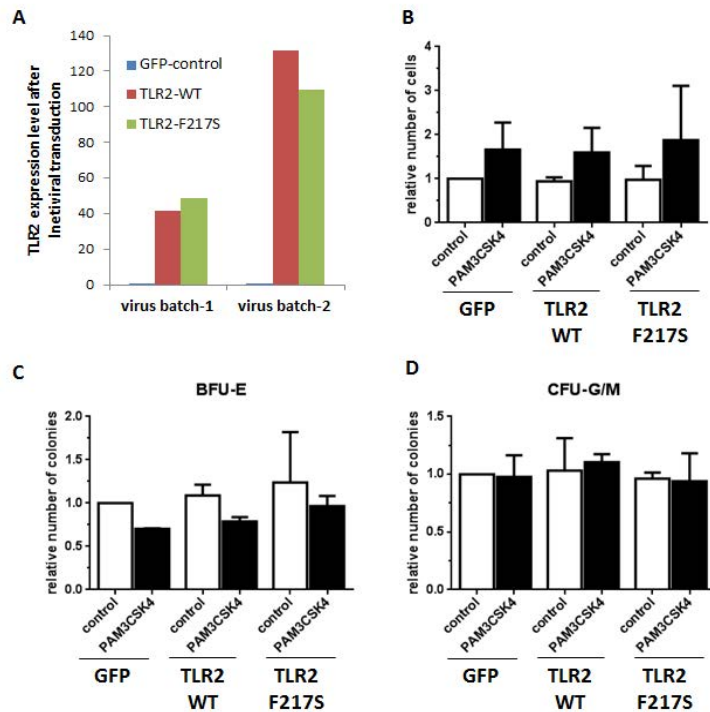 A
TLR2 expression level after
lnetiviral transduction
140
120
100
80
60
40
20
0
GFP-control
TLR2-WT
TLR2-F217S
virus batch-1
virus batch-2
B
relative number of cells
4
3
2
1
0
control
PAM3CSK4
control
PAM3CSK4
control
PAM3CSK4
GFP
TLR2
WT
TLR2
F217S
C
BFU-E
relative number of colonies
2.0
1.5
1.0
0.5
0.0
control
PAM3CSK4
control
PAM3CSK4
control
PAM3CSK4
GFP
TLR2
WT
TLR2
F217S
D
CFU-G/M
relative number of colonies
1.5
1.0
0.5
0.0
control
PAM3CSK4
control
PAM3CSK4
control
PAM3CSK4
GFP
TLR2
WT
TLR2
F217S